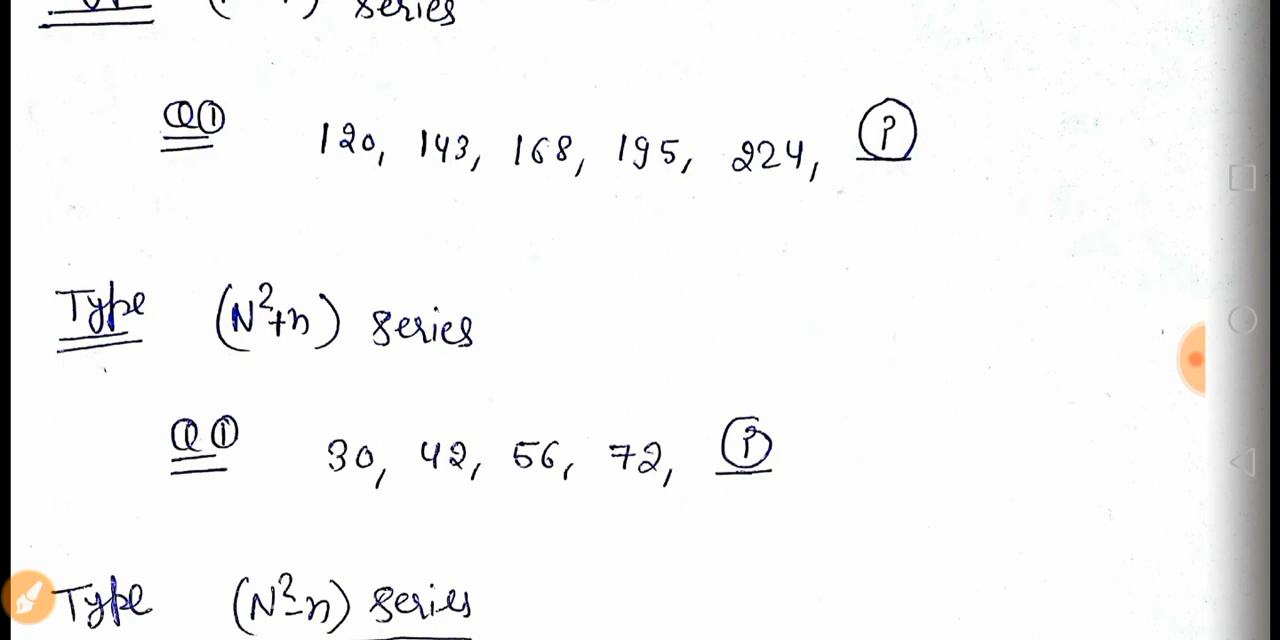 series
Q① 120, 143, 168, 195, 224, ?
Type (N²+n) series
Q① 30, 42, 56, 72, ?
Type (N²-n) series